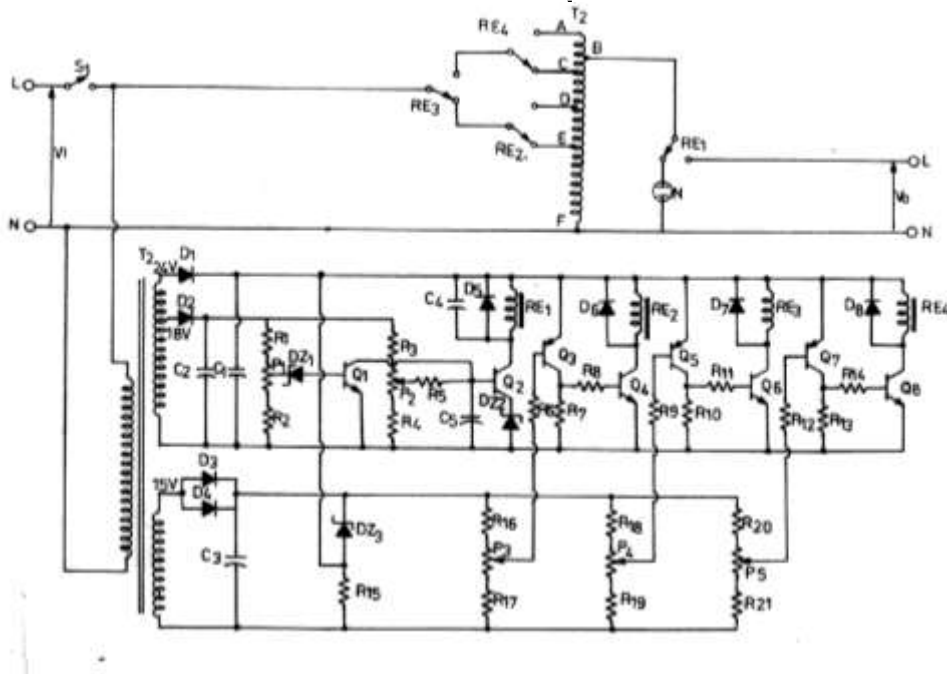 T2
A
B
RE4
S1
L
C
RE3
D
RE2
E
RE1
L
VI
N
Vo
N
F
N
T2 24V D1
D2
18V
C2
C1
R1
P1
DZ1
R2
Q1
R3
P2
R5
R4
C5
C4
D5
RE1
Q2
DZ2
Q3
R6
R7
D6
RE2
R8
Q4
Q5
R9
R10
D7
RE3
R11
Q6
Q7
R12
R13
D8
RE4
R14
Q8
D3
15V
D4
C3
DZ3
R15
R16
P3
R17
R18
P4
R19
R20
P5
R21